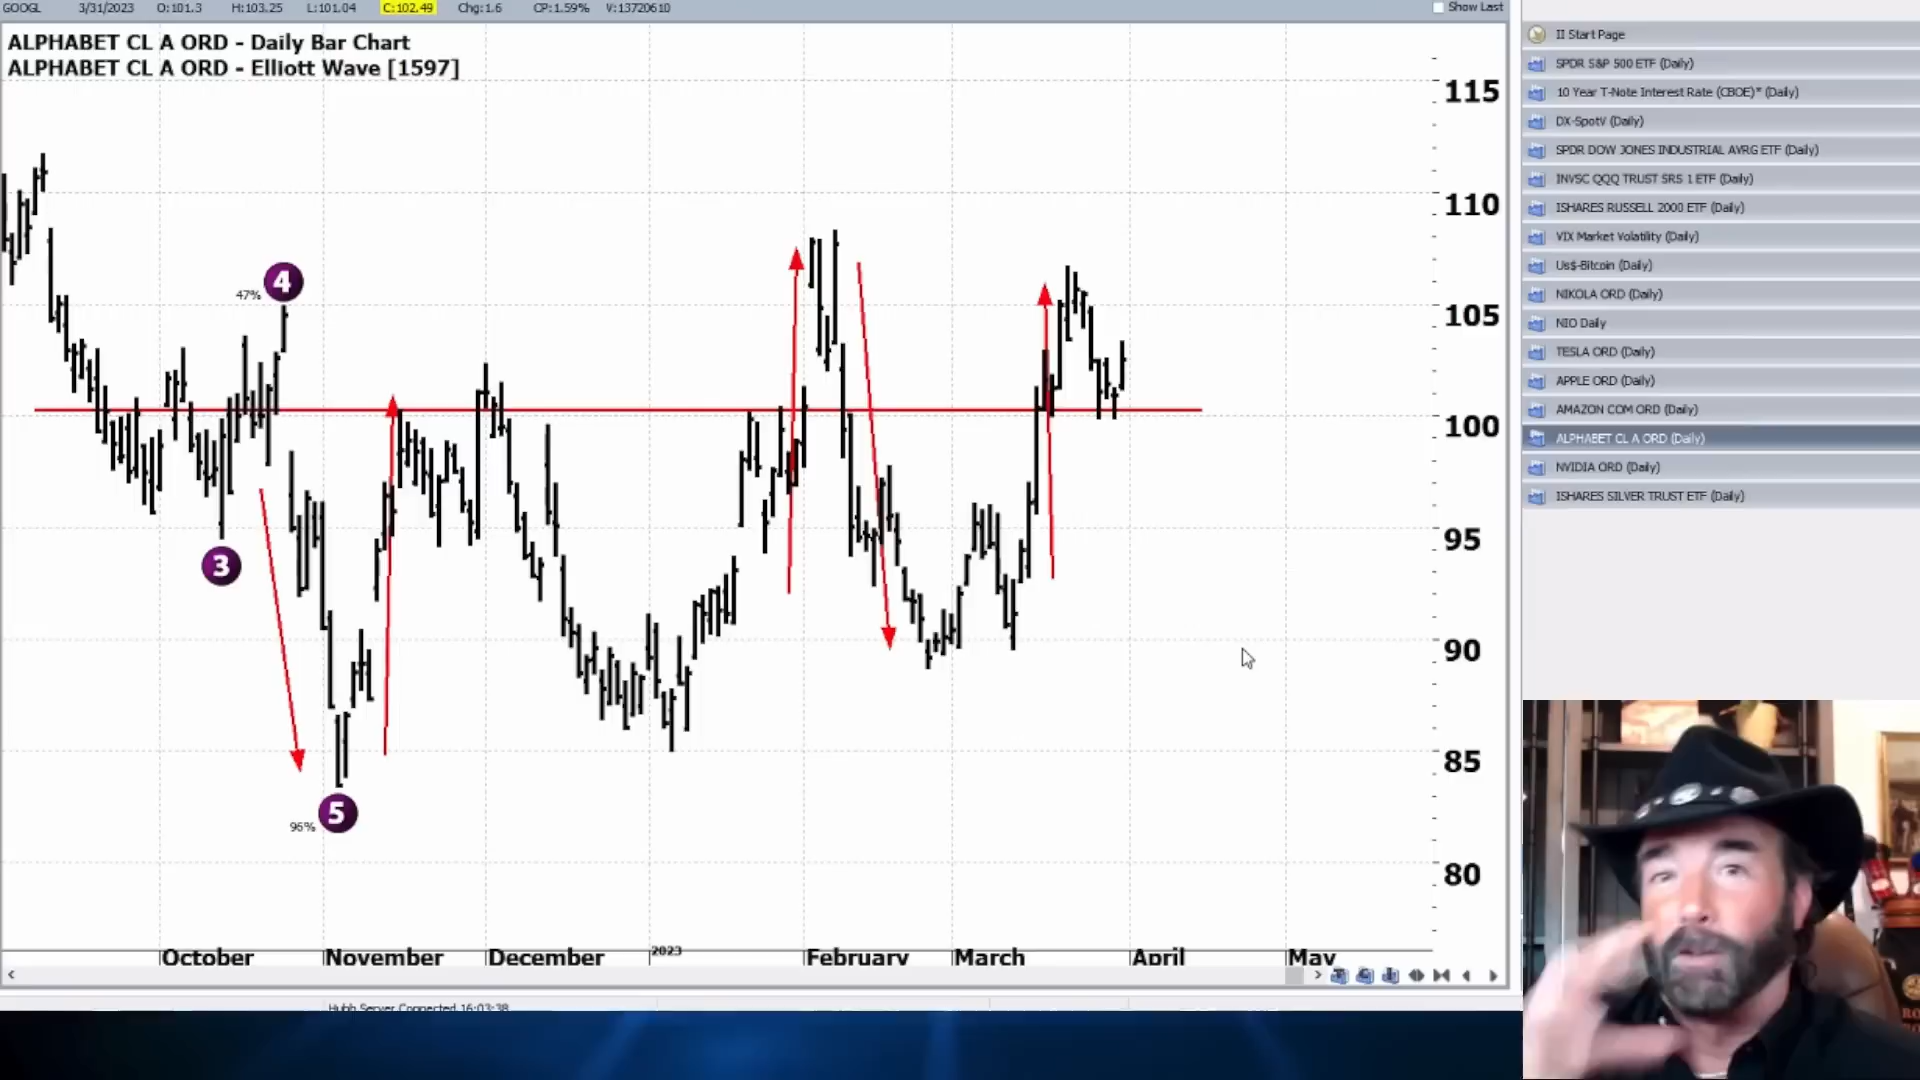 GOOGL 3/31/2023 O:101.3 H:103.25 L:101.04 C:102.49 Chg:1.6 CP:1.59% V:13720610 Show Last
ALPHABET CL A ORD - Daily Bar Chart
ALPHABET CL A ORD - Elliott Wave [1597]
115
110
4
47%
105
100
95
3
90
85
5
96%
80
October November December 2023 February March April May
Hubb Server Connected 16:03:38
II Start Page
SPDR S&P 500 ETF (Daily)
10 Year T-Note Interest Rate (CBOE)* (Daily)
DX-SpotV (Daily)
SPDR DOW JONES INDUSTRIAL AVRG ETF (Daily)
INVSC QQQ TRUST SRS 1 ETF (Daily)
ISHARES RUSSELL 2000 ETF (Daily)
VIX Market Volatility (Daily)
Us$-Bitcoin (Daily)
NIKOLA ORD (Daily)
NIO Daily
TESLA ORD (Daily)
APPLE ORD (Daily)
AMAZON COM ORD (Daily)
ALPHABET CL A ORD (Daily)
NVIDIA ORD (Daily)
ISHARES SILVER TRUST ETF (Daily)